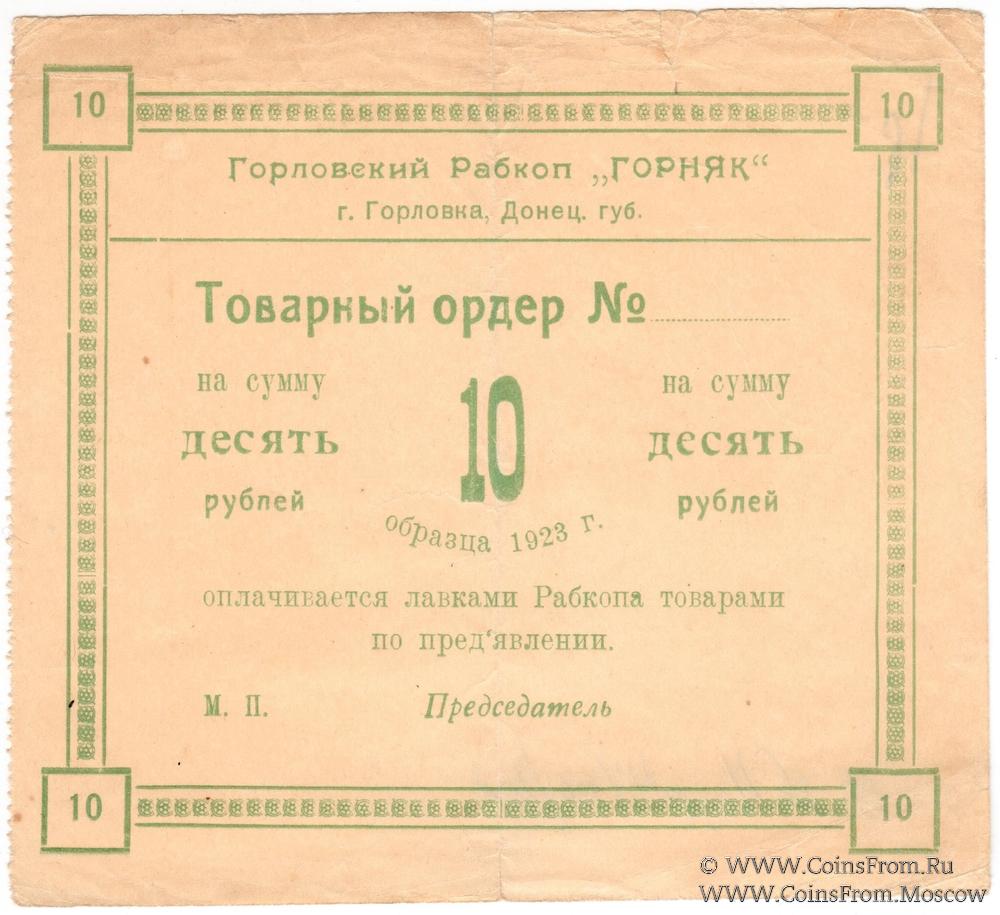 10 10
Горловский Рабкоп „ГОРНЯК“
г. Горловка, Донец. губ.
Товарный ордер №
на сумму 10 на сумму
десять десять
рублей рублей
образца 1923 г.
оплачивается лавками Рабкопа товарами
по пред‘явлении.
М. П. Председатель
10 10
© WWW.CoinsFrom.Ru
WWW.CoinsFrom.Moscow